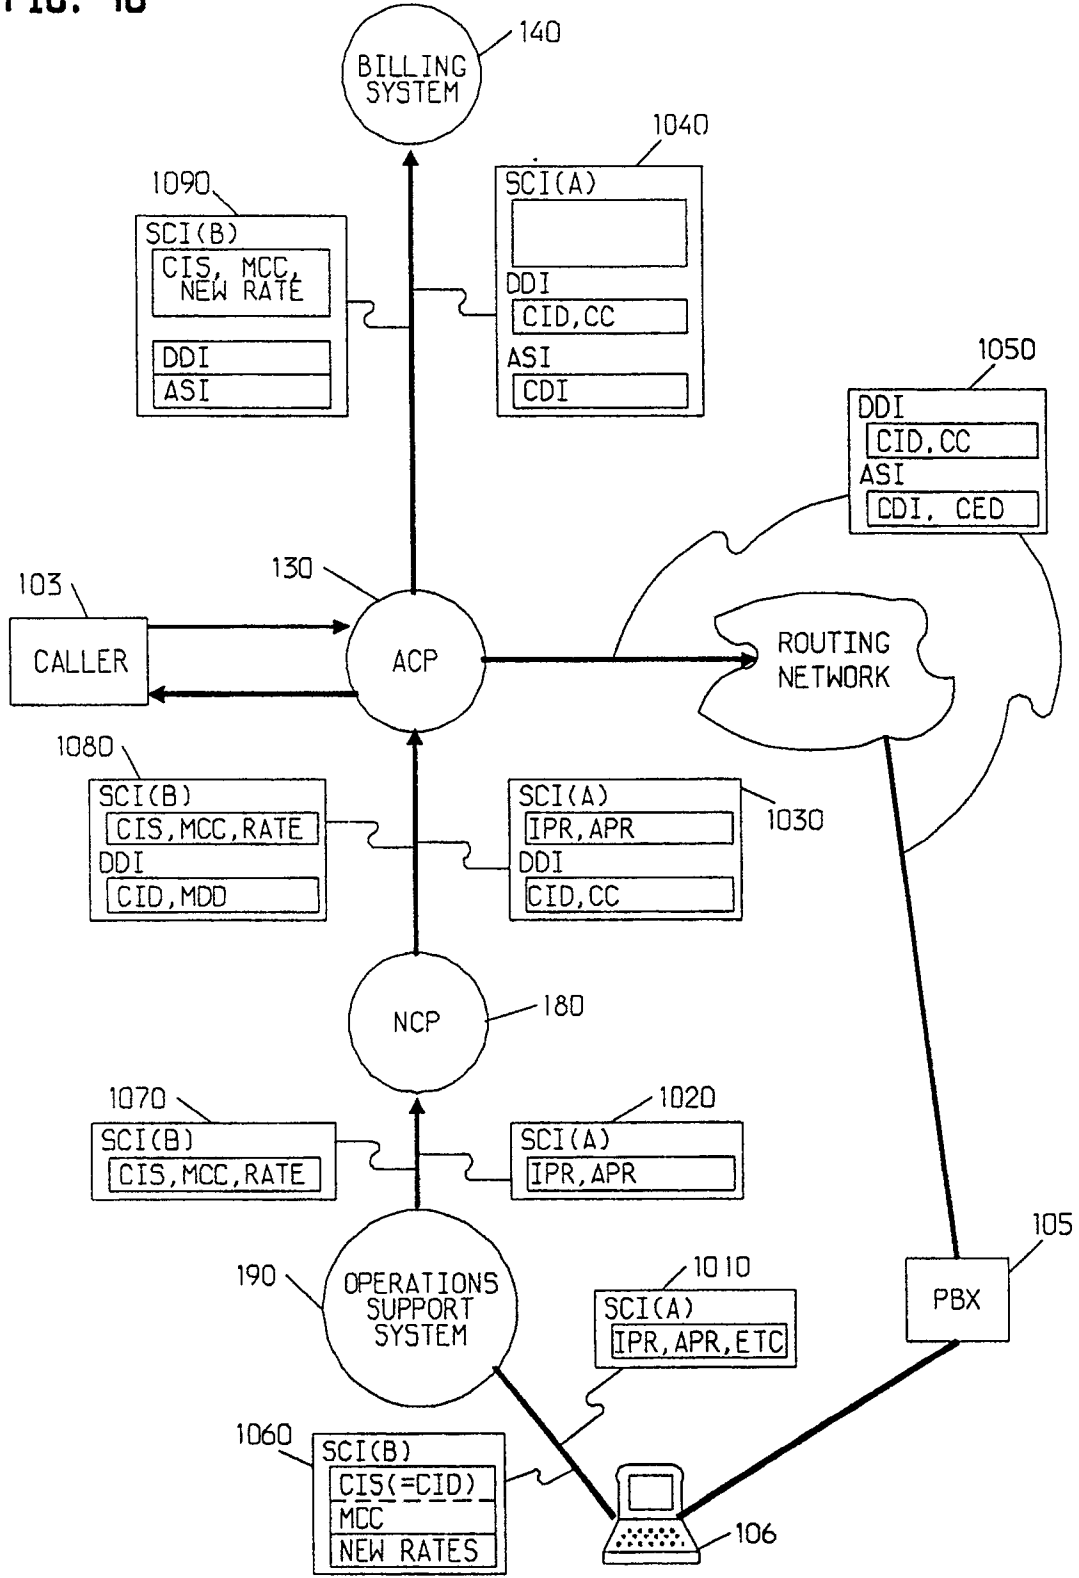 FIG. 10
140
BILLING
SYSTEM
1040
1090
SCI(A)
SCI(B)
CIS, MCC,
NEW RATE
DDI
CID,CC
DDI
ASI
ASI
CDI
1050
DDI
CID,CC
ASI
CDI, CED
130
103
CALLER
ACP
ROUTING
NETWORK
1080
SCI(B)
CIS,MCC,RATE
DDI
CID,MDD
SCI(A)
IPR,APR
DDI
CID,CC
1030
NCP
180
1070
SCI(B)
CIS,MCC,RATE
1020
SCI(A)
IPR,APR
190
OPERATIONS
SUPPORT
SYSTEM
1010
SCI(A)
IPR,APR,ETC
105
PBX
1060
SCI(B)
CIS(=CID)
MCC
NEW RATES
106